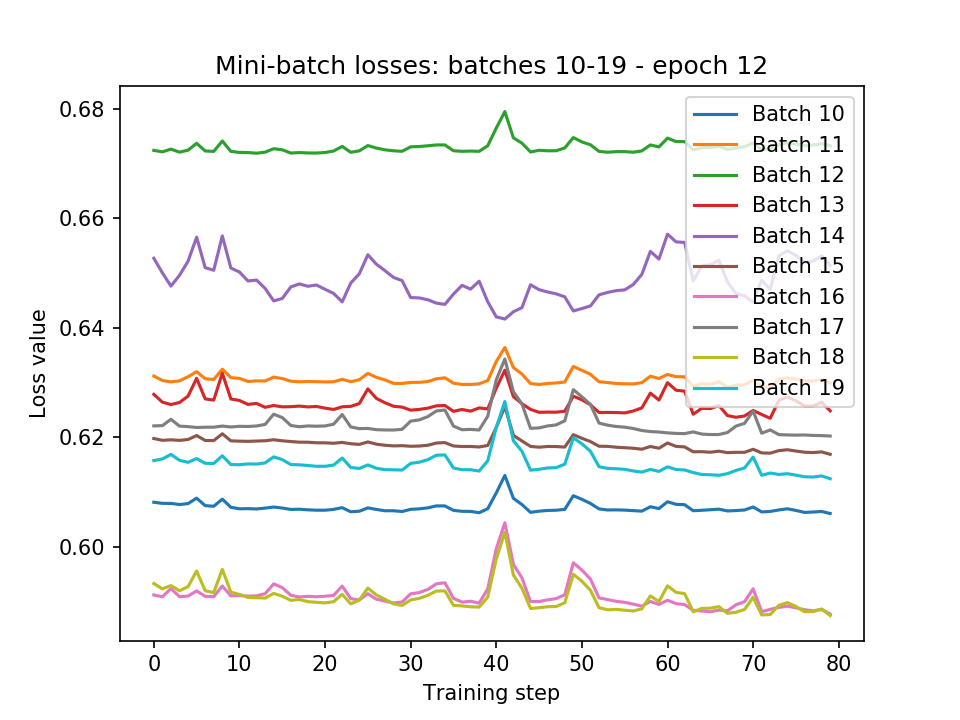 Mini-batch losses: batches 10-19 - epoch 12
Loss value
0.68
0.66
0.64
0.62
0.60
Batch 10
Batch 11
Batch 12
Batch 13
Batch 14
Batch 15
Batch 16
Batch 17
Batch 18
Batch 19
0 10 20 30 40 50 60 70 80
Training step